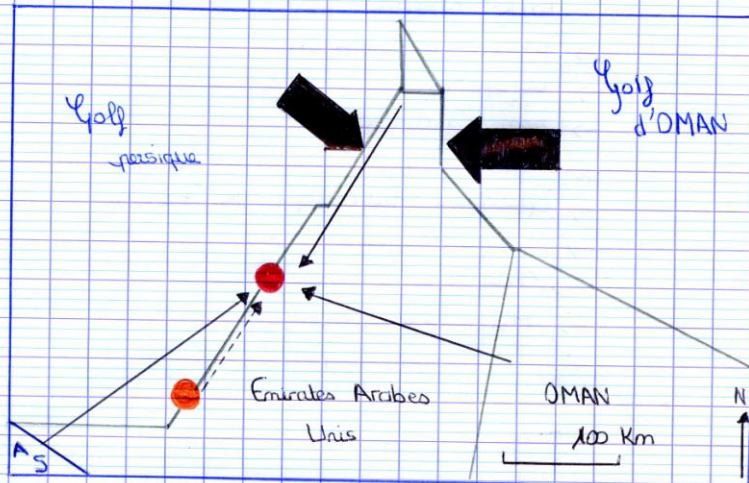 Golf
persique
Golf
d'OMAN
Emirates Arabes
Unis
OMAN
100 Km
N
A S